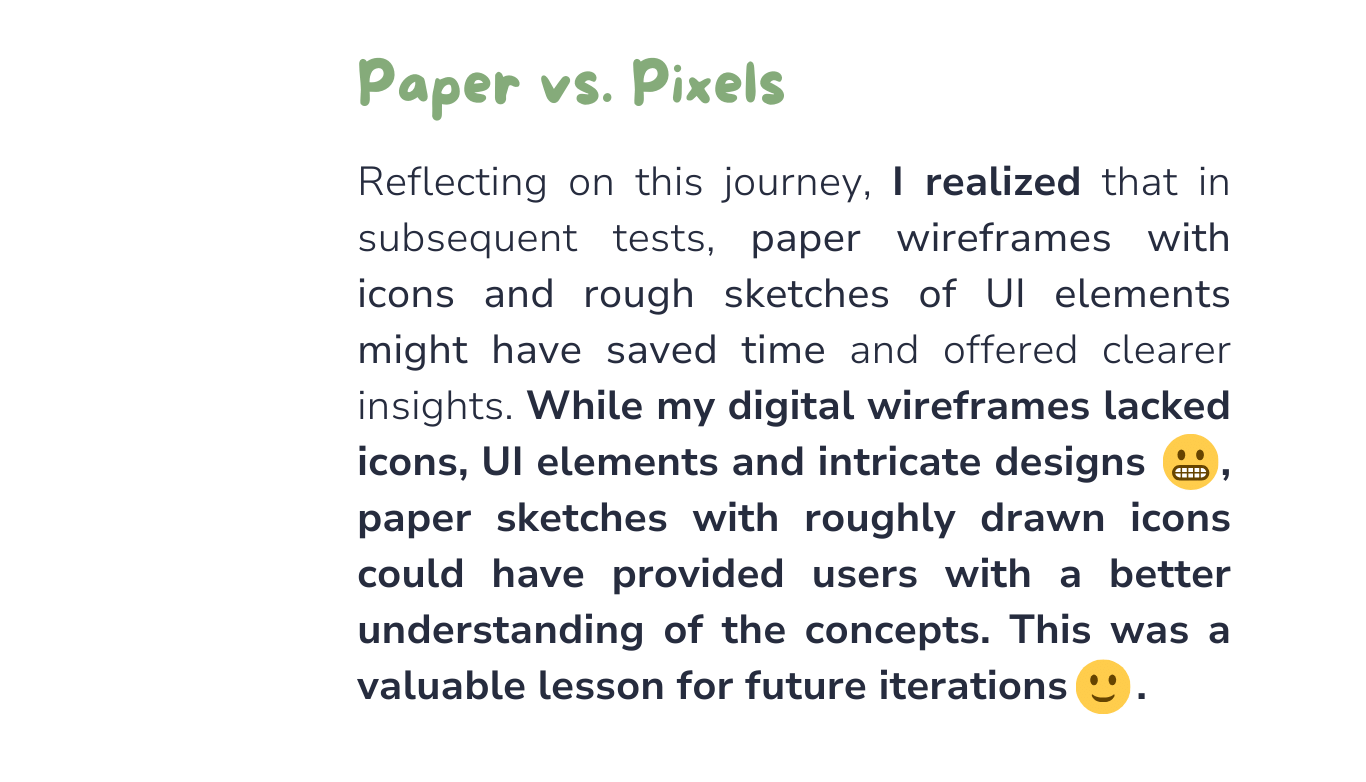 Paper vs. Pixels
Reflecting on this journey, I realized that in
subsequent tests, paper wireframes with
icons and rough sketches of UI elements
might have saved time and offered clearer
insights. While my digital wireframes lacked
icons, UI elements and intricate designs 😬,
paper sketches with roughly drawn icons
could have provided users with a better
understanding of the concepts. This was a
valuable lesson for future iterations 🙂.